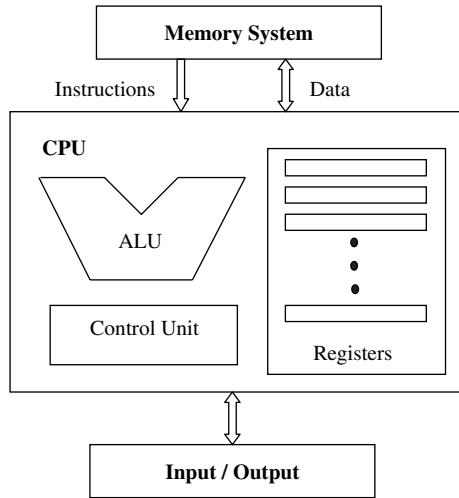 Memory System
Instructions
Data
CPU
ALU
Control Unit
Registers
Input / Output